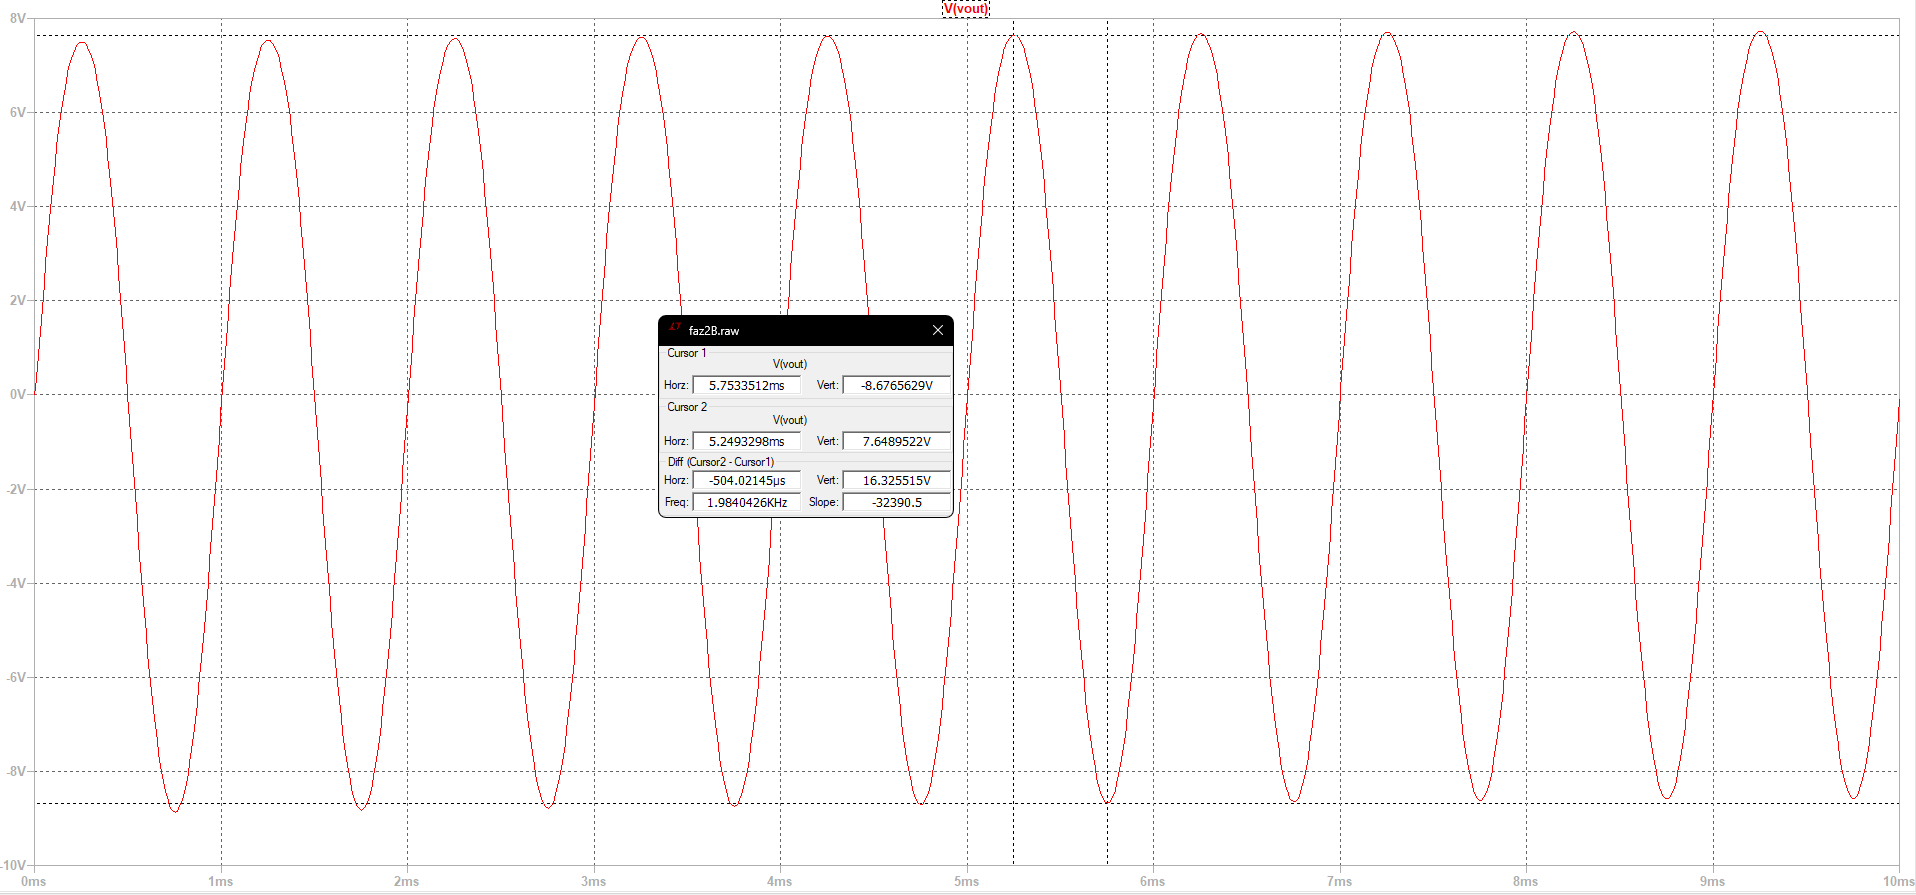 V(vout)
8V
6V
4V
2V
0V
-2V
-4V
-6V
-8V
-10V
0ms 1ms 2ms 3ms 4ms 5ms 6ms 7ms 8ms 9ms 10ms
faz2B.raw
Cursor 1
V(vout)
Horz: 5.7533512ms Vert: -8.6765629V
Cursor 2
V(vout)
Horz: 5.2493298ms Vert: 7.6489522V
Diff (Cursor2 - Cursor1)
Horz: -504.02145µs Vert: 16.325515V
Freq: 1.9840426KHz Slope: -32390.5